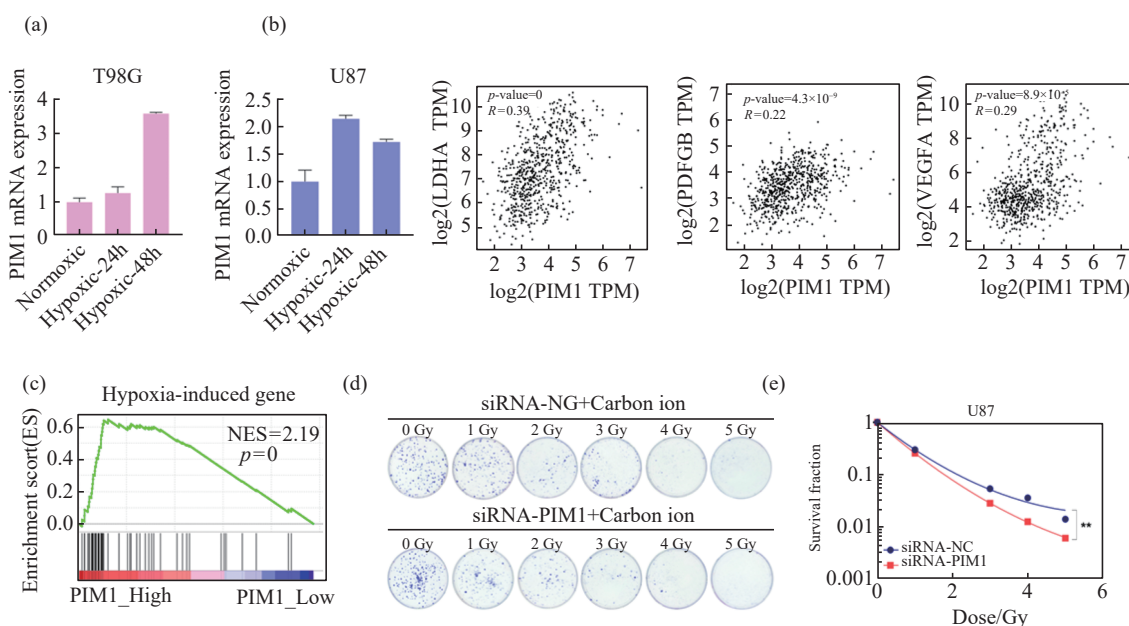 (a)
(b)
T98G
PIM1 mRNA expression
4
3
2
1
0
Normoxic
Hypoxic-24h
Hypoxic-48h
U87
PIM1 mRNA expression
2.5
2.0
1.5
1.0
0.5
0
Normoxic
Hypoxic-24h
Hypoxic-48h
p-value=0
R=0.39
log2(LDHA TPM)
10
9
8
7
6
5
2 3 4 5 6 7
log2(PIM1 TPM)
p-value=4.3×10⁻⁹
R=0.22
log2(PDFGB TPM)
7
6
5
4
3
2
2 3 4 5 6 7
log2(PIM1 TPM)
p-value=8.9×10
R=0.29
log2(VEGFA TPM)
10
8
6
4
2
2 3 4 5 6 7
log2(PIM1 TPM)
(c)
Hypoxia-induced gene
Enrichment scort(ES)
0.6
0.4
0.2
0.0
NES=2.19
p=0
PIM1_High PIM1_Low
(d)
siRNA-NG+Carbon ion
0 Gy 1 Gy 2 Gy 3 Gy 4 Gy 5 Gy
siRNA-PIM1+Carbon ion
0 Gy 1 Gy 2 Gy 3 Gy 4 Gy 5 Gy
(e)
U87
Survival fraction
1
0.1
0.01
0.001
**
siRNA-NC
siRNA-PIM1
0 2 4 6
Dose/Gy